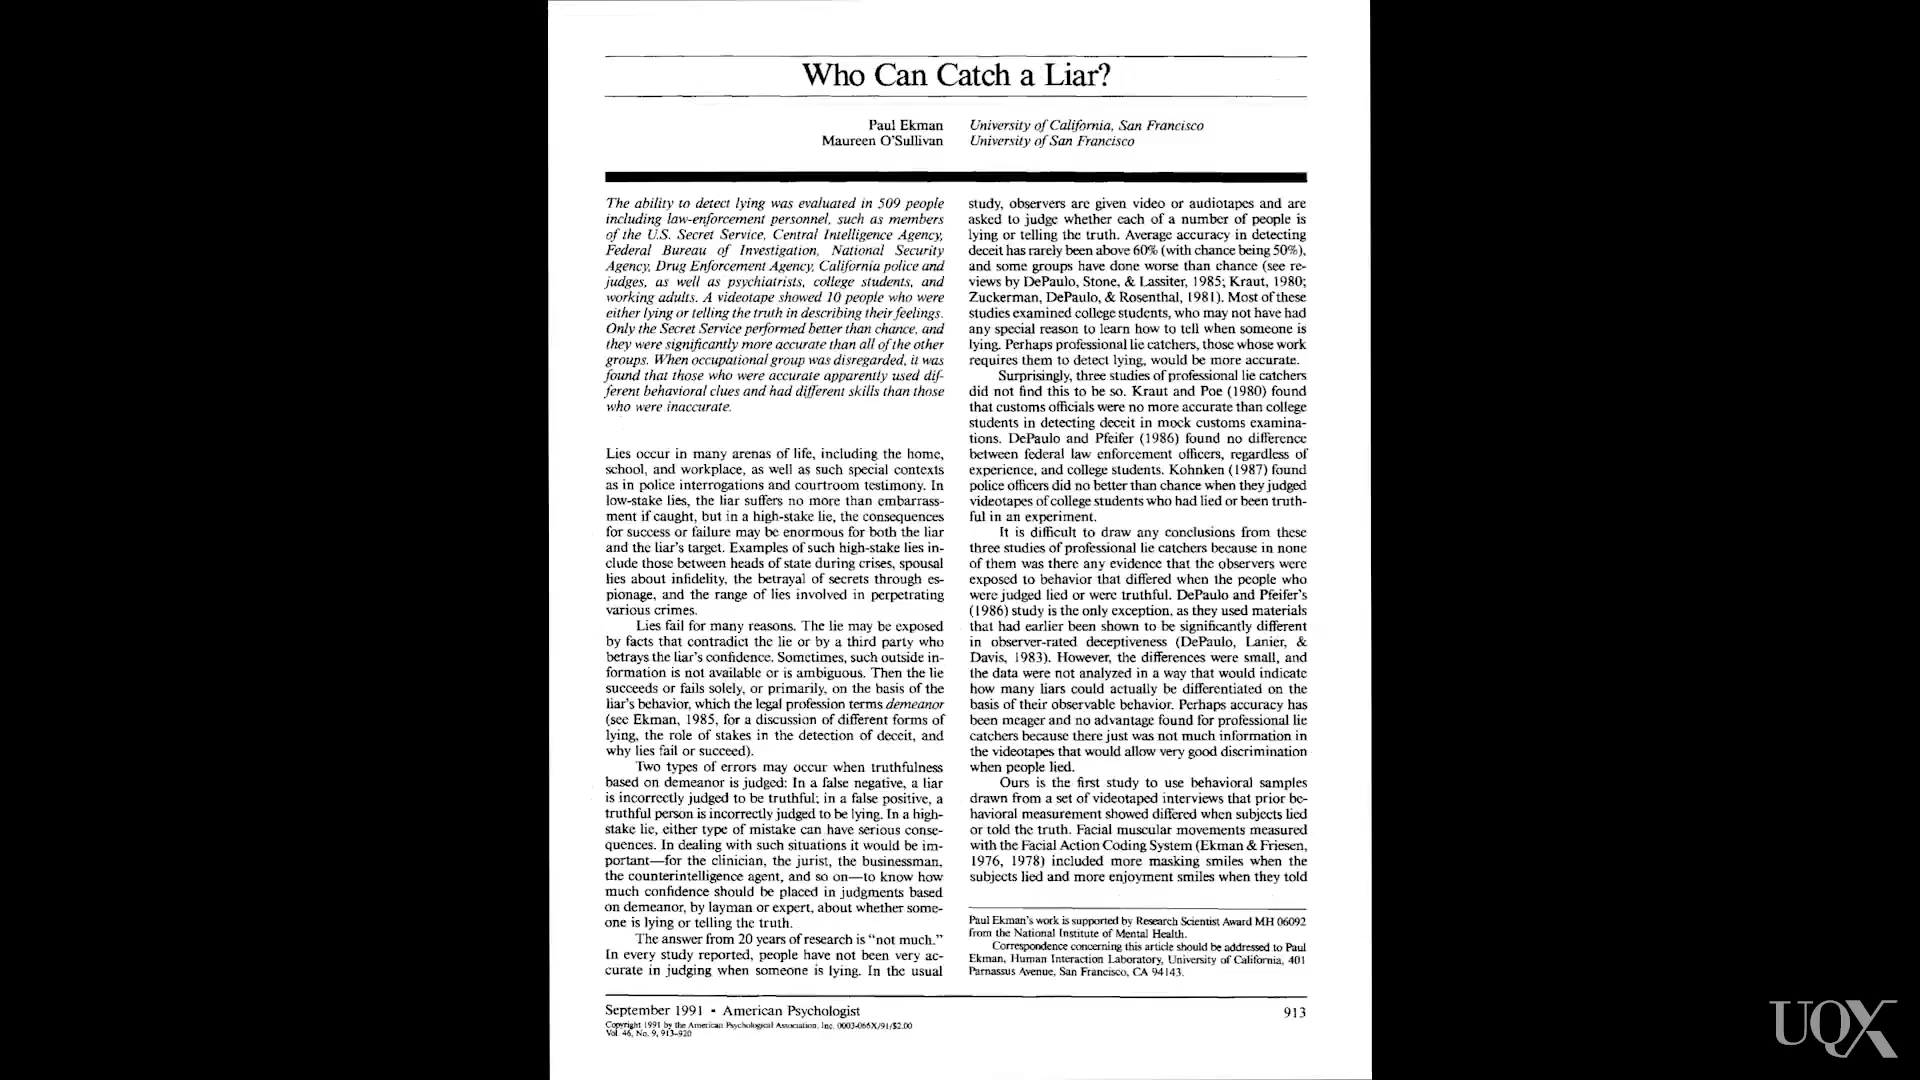 Who Can Catch a Liar?
Paul Ekman
Maureen O'Sullivan
University of California, San Francisco
University of San Francisco
The ability to detect lying was evaluated in 509 people
including law-enforcement personnel, such as members
of the U.S. Secret Service, Central Intelligence Agency,
Federal Bureau of Investigation, National Security
Agency, Drug Enforcement Agency, California police and
judges, as well as psychiatrists, college students, and
working adults. A videotape showed 10 people who were
either lying or telling the truth in describing their feelings.
Only the Secret Service performed better than chance, and
they were significantly more accurate than all of the other
groups. When occupational group was disregarded, it was
found that those who were accurate apparently used dif-
ferent behavioral clues and had different skills than those
who were inaccurate.
Lies occur in many arenas of life, including the home,
school, and workplace, as well as such special contexts
as in police interrogations and courtroom testimony. In
low-stake lies, the liar suffers no more than embarrass-
ment if caught, but in a high-stake lie, the consequences
for success or failure may be enormous for both the liar
and the liar's target. Examples of such high-stake lies in-
clude those between heads of state during crises, spousal
lies about infidelity, the betrayal of secrets through es-
pionage, and the range of lies involved in perpetrating
various crimes.
Lies fail for many reasons. The lie may be exposed
by facts that contradict the lie or by a third party who
betrays the liar's confidence. Sometimes, such outside in-
formation is not available or is ambiguous. Then the lie
succeeds or fails solely, or primarily, on the basis of the
liar's behavior, which the legal profession terms demeanor
(see Ekman, 1985, for a discussion of different forms of
lying, the role of stakes in the detection of deceit, and
why lies fail or succeed).
Two types of errors may occur when truthfulness
based on demeanor is judged: In a false negative, a liar
is incorrectly judged to be truthful; in a false positive, a
truthful person is incorrectly judged to be lying. In a high-
stake lie, either type of mistake can have serious conse-
quences. In dealing with such situations it would be im-
portant—for the clinician, the jurist, the businessman,
the counterintelligence agent, and so on—to know how
much confidence should be placed in judgments based
on demeanor, by layman or expert, about whether some-
one is lying or telling the truth.
The answer from 20 years of research is "not much."
In every study reported, people have not been very ac-
curate in judging when someone is lying. In the usual
study, observers are given video or audiotapes and are
asked to judge whether each of a number of people is
lying or telling the truth. Average accuracy in detecting
deceit has rarely been above 60% (with chance being 50%),
and some groups have done worse than chance (see re-
views by DePaulo, Stone, & Lassiter, 1985; Kraut, 1980;
Zuckerman, DePaulo, & Rosenthal, 1981). Most of these
studies examined college students, who may not have had
any special reason to learn how to tell when someone is
lying. Perhaps professional lie catchers, those whose work
requires them to detect lying, would be more accurate.
Surprisingly, three studies of professional lie catchers
did not find this to be so. Kraut and Poe (1980) found
that customs officials were no more accurate than college
students in detecting deceit in mock customs examina-
tions. DePaulo and Pfeifer (1986) found no difference
between federal law enforcement officers, regardless of
experience, and college students. Kohnken (1987) found
police officers did no better than chance when they judged
videotapes of college students who had lied or been truth-
ful in an experiment.
It is difficult to draw any conclusions from these
three studies of professional lie catchers because in none
of them was there any evidence that the observers were
exposed to behavior that differed when the people who
were judged lied or were truthful. DePaulo and Pfeifer's
(1986) study is the only exception, as they used materials
that had earlier been shown to be significantly different
in observer-rated deceptiveness (DePaulo, Lanier, &
Davis, 1983). However, the differences were small, and
the data were not analyzed in a way that would indicate
how many liars could actually be differentiated on the
basis of their observable behavior. Perhaps accuracy has
been meager and no advantage found for professional lie
catchers because there just was not much information in
the videotapes that would allow very good discrimination
when people lied.
Ours is the first study to use behavioral samples
drawn from a set of videotaped interviews that prior be-
havioral measurement showed differed when subjects lied
or told the truth. Facial muscular movements measured
with the Facial Action Coding System (Ekman & Friesen,
1976, 1978) included more masking smiles when the
subjects lied and more enjoyment smiles when they told
Paul Ekman's work is supported by Research Scientist Award MH 06092
from the National Institute of Mental Health.
Correspondence concerning this article should be addressed to Paul
Ekman, Human Interaction Laboratory, University of California, 401
Parnassus Avenue, San Francisco, CA 94143.
September 1991 • American Psychologist
Copyright 1991 by the American Psychological Association, Inc. 0003-066X/91/$2.00
Vol. 46, No. 9, 913-920
913
UQX